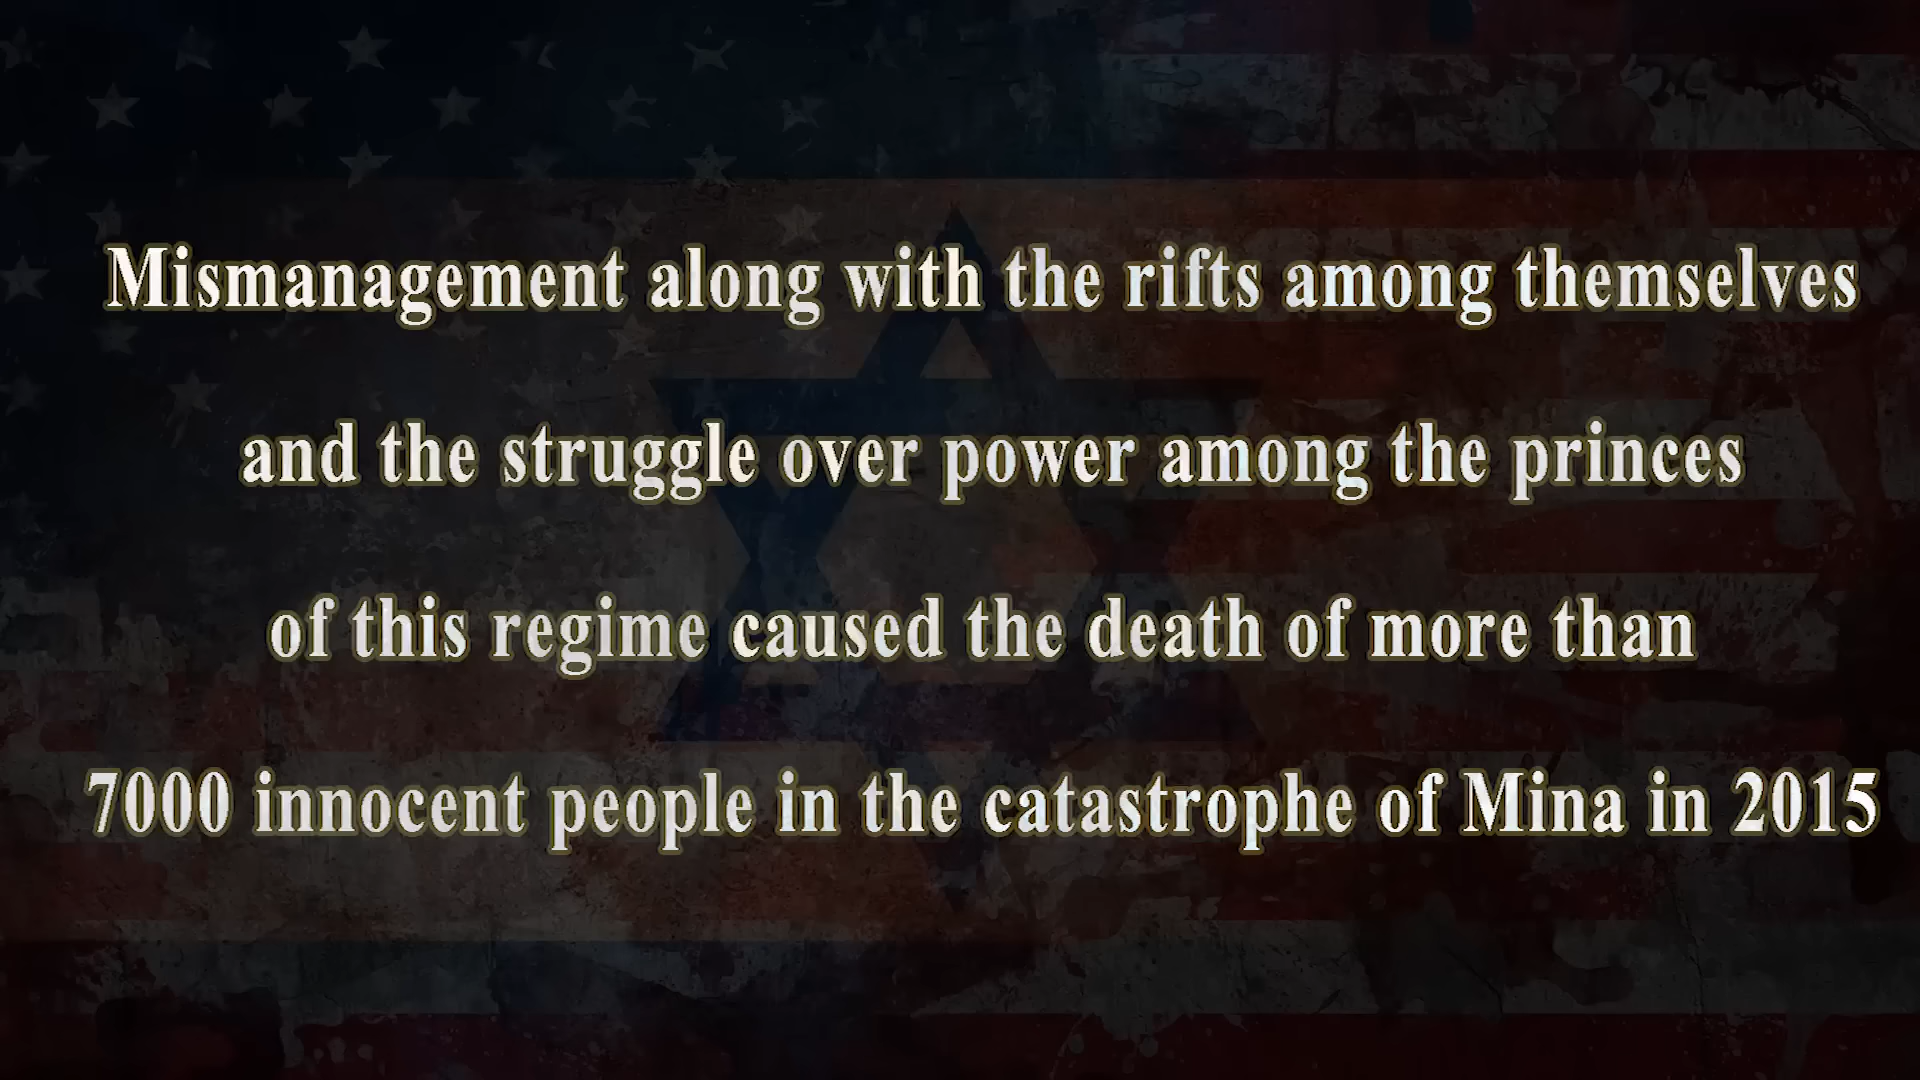 Mismanagement along with the rifts among themselves
and the struggle over power among the princes
of this regime caused the death of more than
7000 innocent people in the catastrophe of Mina in 2015